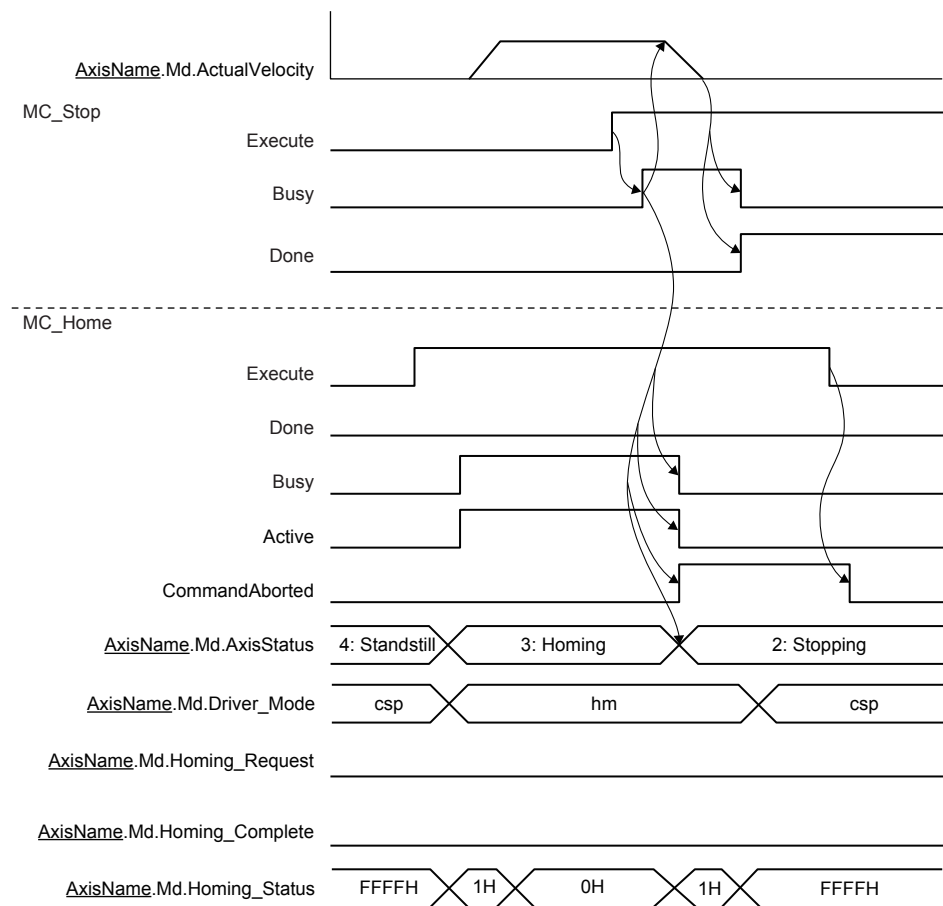 AxisName.Md.ActualVelocity
MC_Stop
Execute
Busy
Done
MC_Home
Execute
Done
Busy
Active
CommandAborted
AxisName.Md.AxisStatus 4: Standstill 3: Homing 2: Stopping
AxisName.Md.Driver_Mode csp hm csp
AxisName.Md.Homing_Request
AxisName.Md.Homing_Complete
AxisName.Md.Homing_Status FFFFH 1H 0H 1H FFFFH